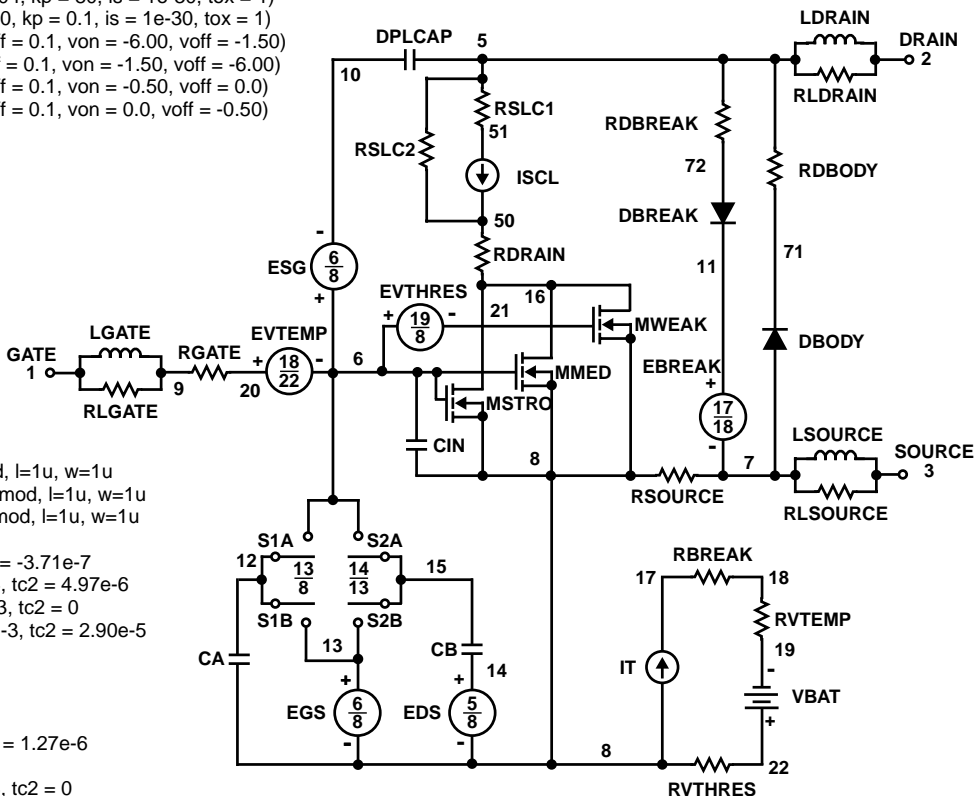 01, kp = 30, is = 1e-30, tox = 1)
0, kp = 0.1, is = 1e-30, tox = 1)
ff = 0.1, von = -6.00, voff = -1.50)
f = 0.1, von = -1.50, voff = -6.00)
ff = 0.1, von = -0.50, voff = 0.0)
ff = 0.1, von = 0.0, voff = -0.50)
DPLCAP
5
10
LDRAIN
DRAIN
2
RLDRAIN
RSLC1
51
RSLC2
ISCL
50
RDBREAK
72
RDBODY
DBREAK
71
11
RDRAIN
ESG
-
6
8
+
EVTHRES
+
19
8
-
21
16
MWEAK
LGATE
GATE
1
RLGATE
9
RGATE
20
EVTEMP
+
18
22
-
6
MMED
MSTRO
EBREAK
+
17
18
-
DBODY
CIN
8
RSOURCE
7
LSOURCE
SOURCE
3
RLSOURCE
d, l=1u, w=1u
mod, l=1u, w=1u
mod, l=1u, w=1u
= -3.71e-7
, tc2 = 4.97e-6
3, tc2 = 0
-3, tc2 = 2.90e-5
= 1.27e-6
, tc2 = 0
S1A
S2A
12
13
8
14
13
15
S1B
S2B
13
CA
CB
14
EGS
+
6
8
-
EDS
+
5
8
-
8
RBREAK
17
18
RVTEMP
19
IT
-
VBAT
+
22
RVTHRES